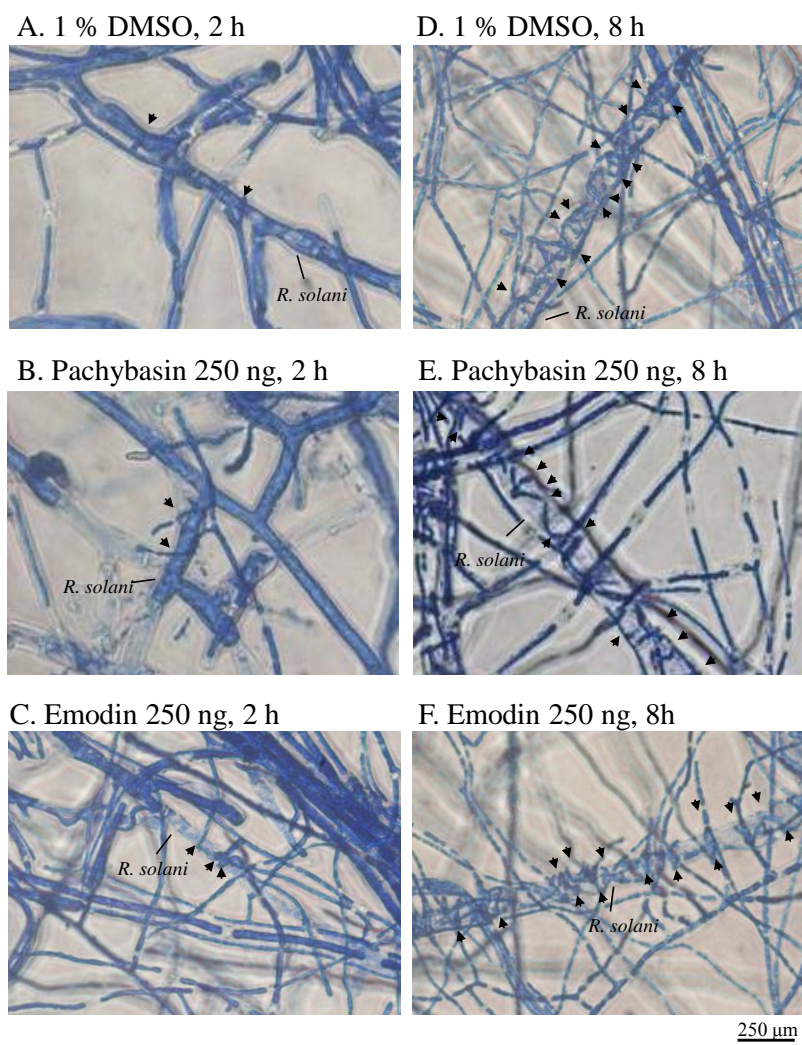 A. 1 % DMSO, 2 h
D. 1 % DMSO, 8 h
R. solani
R. solani
B. Pachybasin 250 ng, 2 h
E. Pachybasin 250 ng, 8 h
R. solani
R. solani
C. Emodin 250 ng, 2 h
F. Emodin 250 ng, 8h
R. solani
R. solani
250 μm